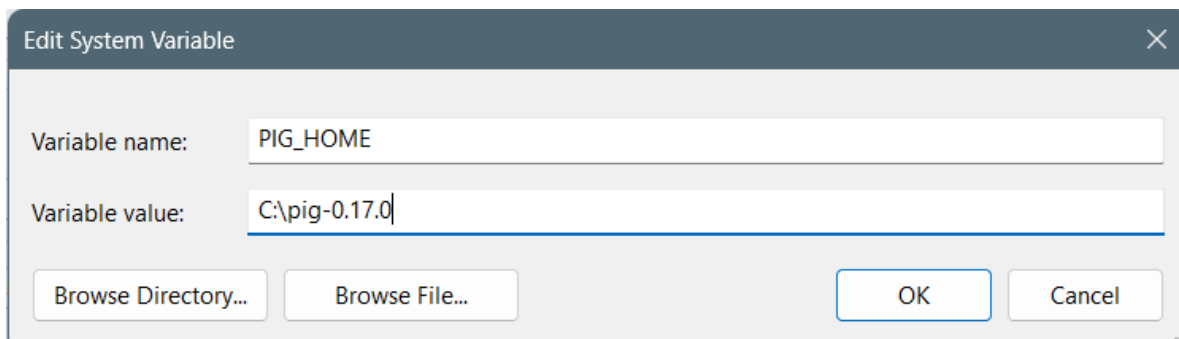 Edit System Variable
Variable name: PIG_HOME
Variable value: C:\pig-0.17.0
Browse Directory... Browse File... OK Cancel